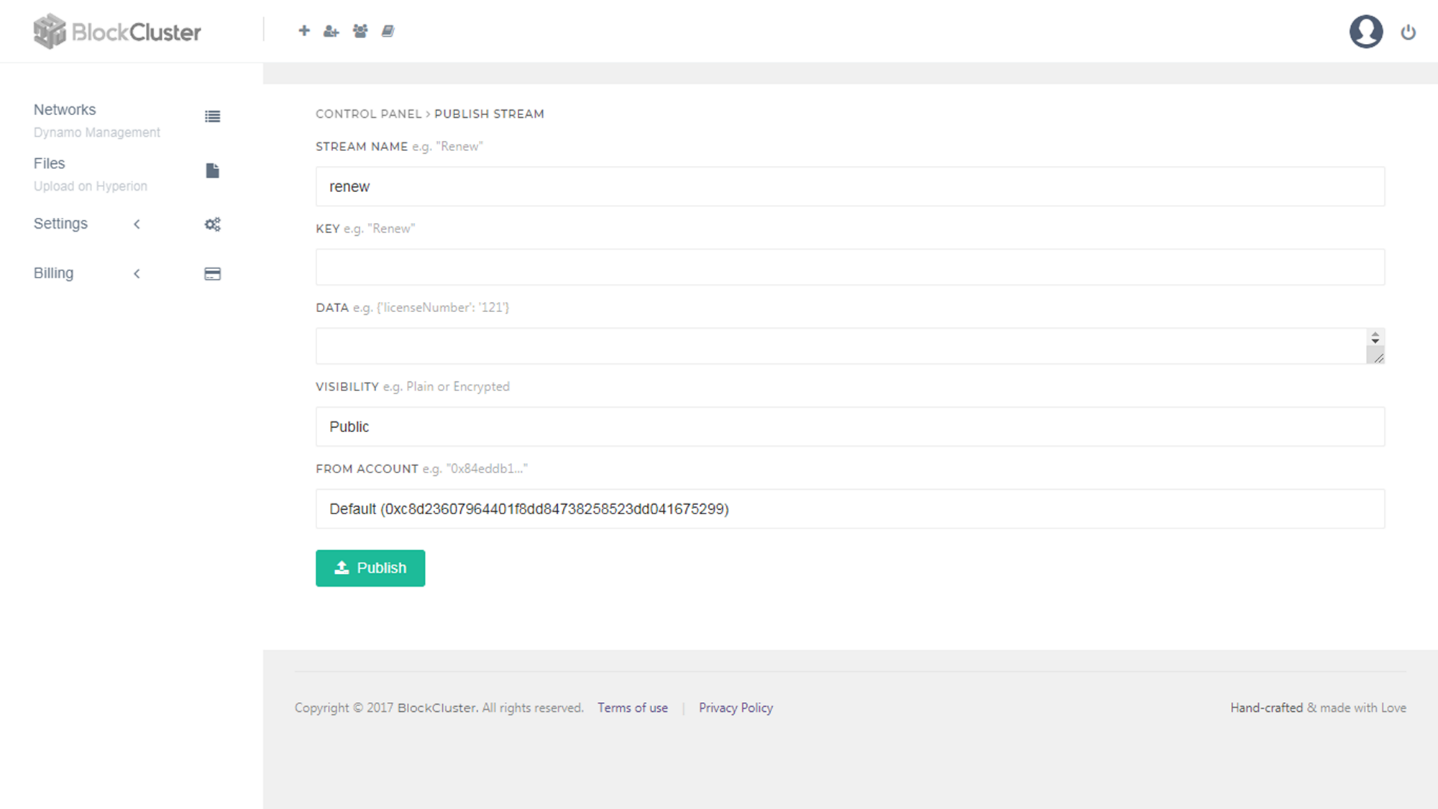 BlockCluster
Networks
Dynamo Management
Files
Upload on Hyperion
Settings
Billing
CONTROL PANEL > PUBLISH STREAM
STREAM NAME e.g. "Renew"
renew
KEY e.g. "Renew"
DATA e.g. {'licenseNumber': '121'}
VISIBILITY e.g. Plain or Encrypted
Public
FROM ACCOUNT e.g. "0x84eddb1..."
Default (0xc8d23607964401f8dd84738258523dd041675299)
Publish
Copyright © 2017 BlockCluster. All rights reserved. Terms of use | Privacy Policy Hand-crafted & made with Love